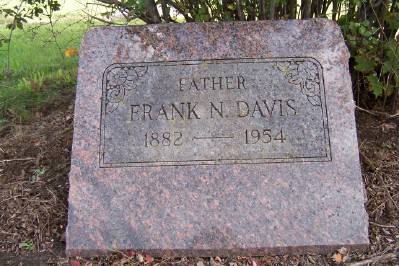 FATHER
FRANK N. DAVIS
1882 — 1954